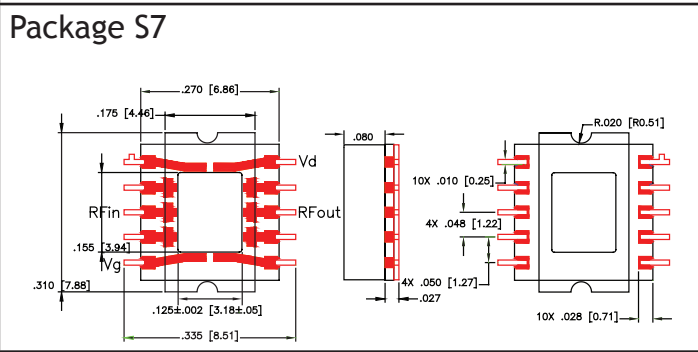 Package S7
.270 [6.86]
.175 [4.46]
.080
R.020 [R0.51]
Vd
10X .010 [0.25]
RFin
RFout
4X .048 [1.22]
.155 [3.94]
Vg
.310 [7.88]
4X .050 [1.27]
.027
.125±.002 [3.18±.05]
10X .028 [0.71]
.335 [8.51]